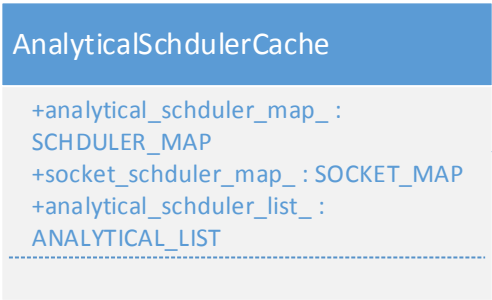 AnalyticalSchdulerCache
+analytical_schduler_map_ :
SCHDULER_MAP
+socket_schduler_map_ : SOCKET_MAP
+analytical_schduler_list_ :
ANALYTICAL_LIST